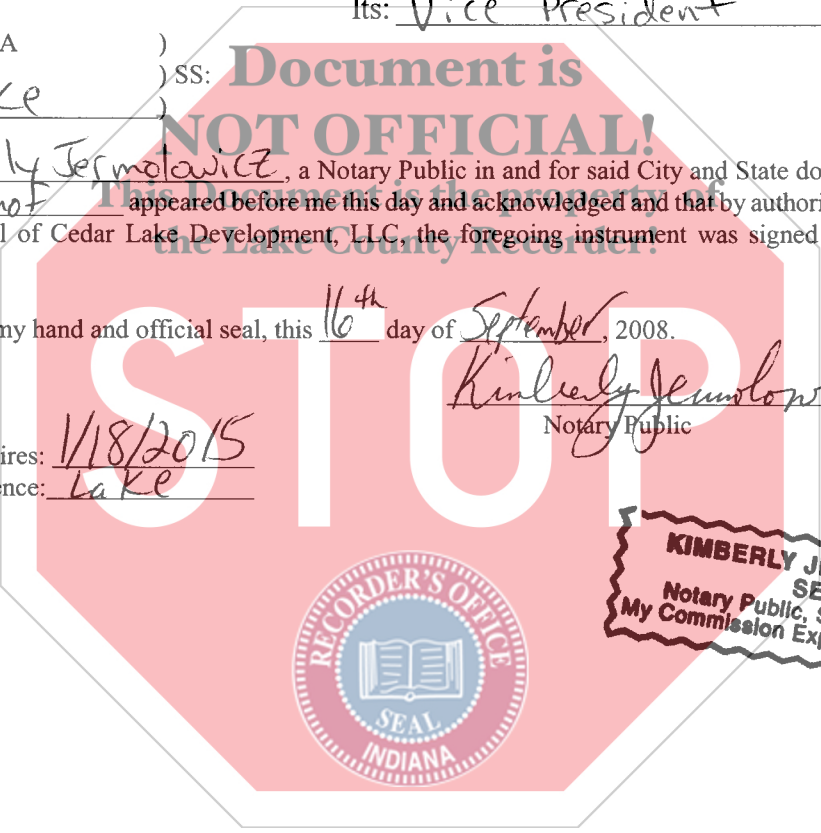 Its: Vice President
A )
) SS:
ke )
Document is
NOT OFFICIAL!
This Document is the property of
the Lake County Recorder!
ly Jermolowicz, a Notary Public in and for said City and State do
not appeared before me this day and acknowledged and that by authori
l of Cedar Lake Development, LLC, the foregoing instrument was signed
my hand and official seal, this 16th day of September, 2008.
Kimberly Jermolow
Notary Public
ires: 1/18/2015
ence: Lake
STOP
KIMBERLY J
SE
Notary Public, S
My Commission Exp
RECORDER'S OFFICE
SEAL
INDIANA